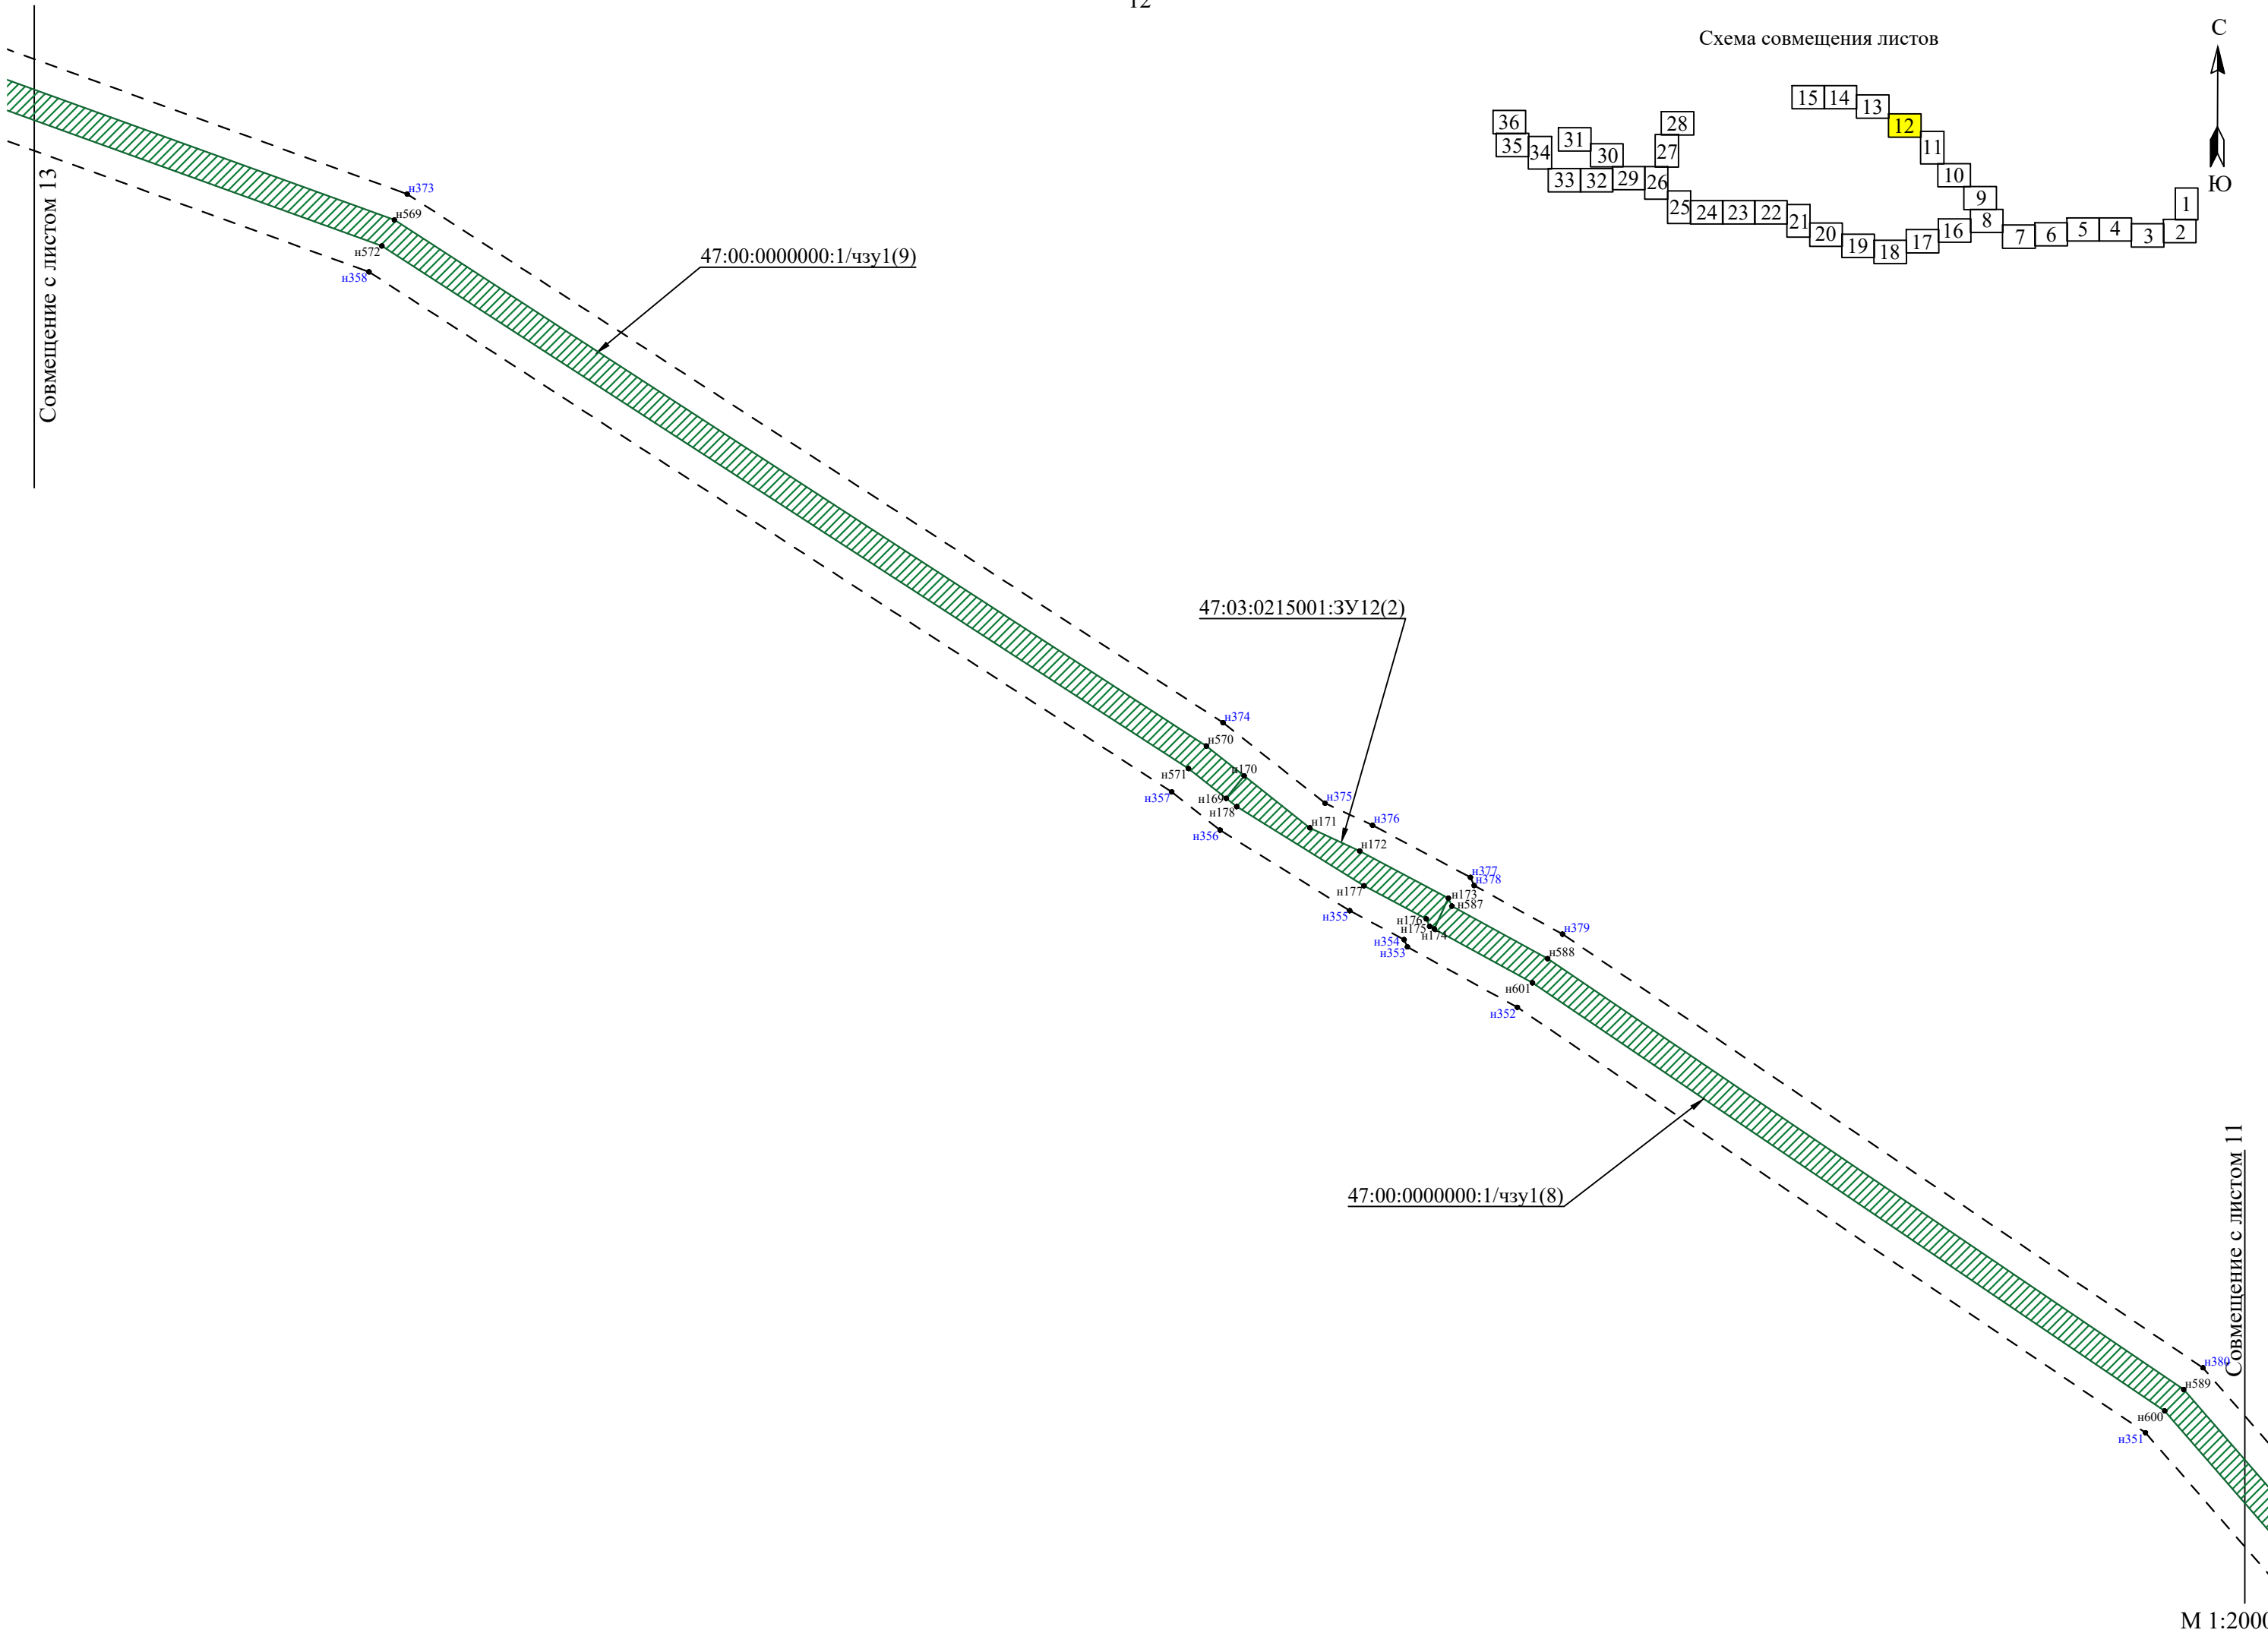 12
Схема совмещения листов
С
Ю
15
14
13
12
11
10
9
8
36
35
34
31
30
28
27
33
32
29
26
25
24
23
22
21
20
19
18
17
16
7
6
5
4
3
2
1
Совмещение с листом 13
н373
н569
н572
н358
47:00:0000000:1/чзу1(9)
47:03:0215001:ЗУ12(2)
н374
н570
н571
н170
н357
н169
н178
н375
н356
н171
н376
н172
н377
н378
н177
н173
н587
н355
н176
н175
н174
н379
н354
н353
н588
н601
н352
47:00:0000000:1/чзу1(8)
Совмещение с листом 11
н380
н589
н600
н351
М 1:2000